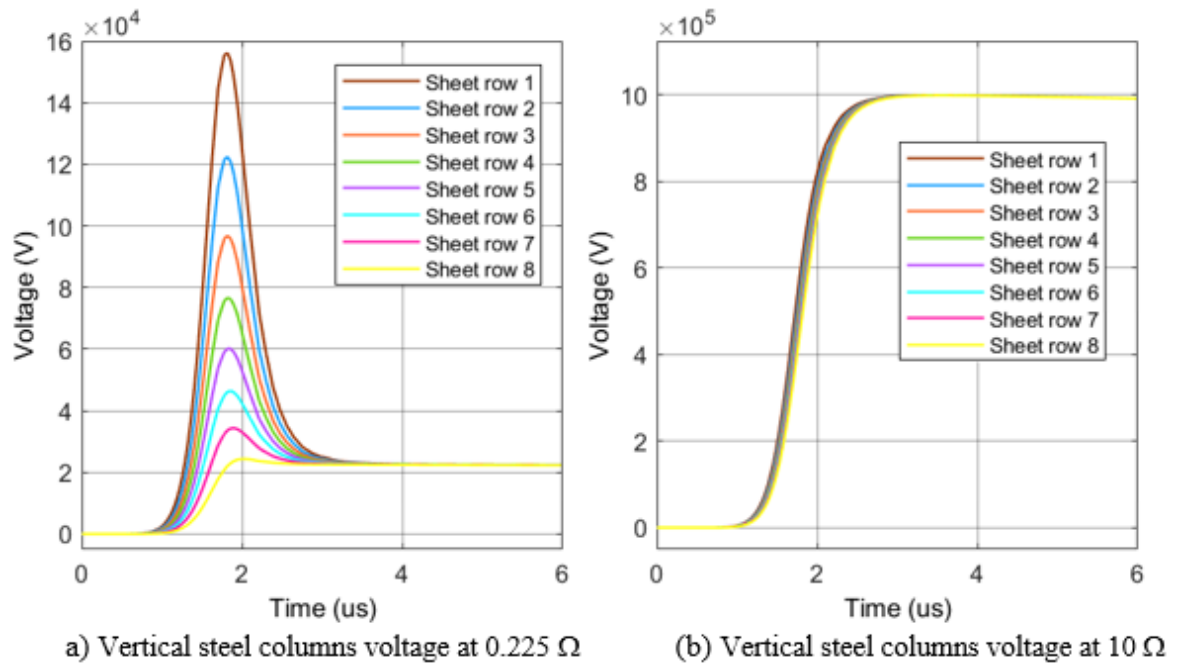 ×10⁴
16
14
12
10
8
6
4
2
0
0 2 4 6
Voltage (V)
Time (us)
Sheet row 1
Sheet row 2
Sheet row 3
Sheet row 4
Sheet row 5
Sheet row 6
Sheet row 7
Sheet row 8
a) Vertical steel columns voltage at 0.225 Ω
×10⁵
10
8
6
4
2
0
0 2 4 6
Voltage (V)
Time (us)
Sheet row 1
Sheet row 2
Sheet row 3
Sheet row 4
Sheet row 5
Sheet row 6
Sheet row 7
Sheet row 8
(b) Vertical steel columns voltage at 10 Ω